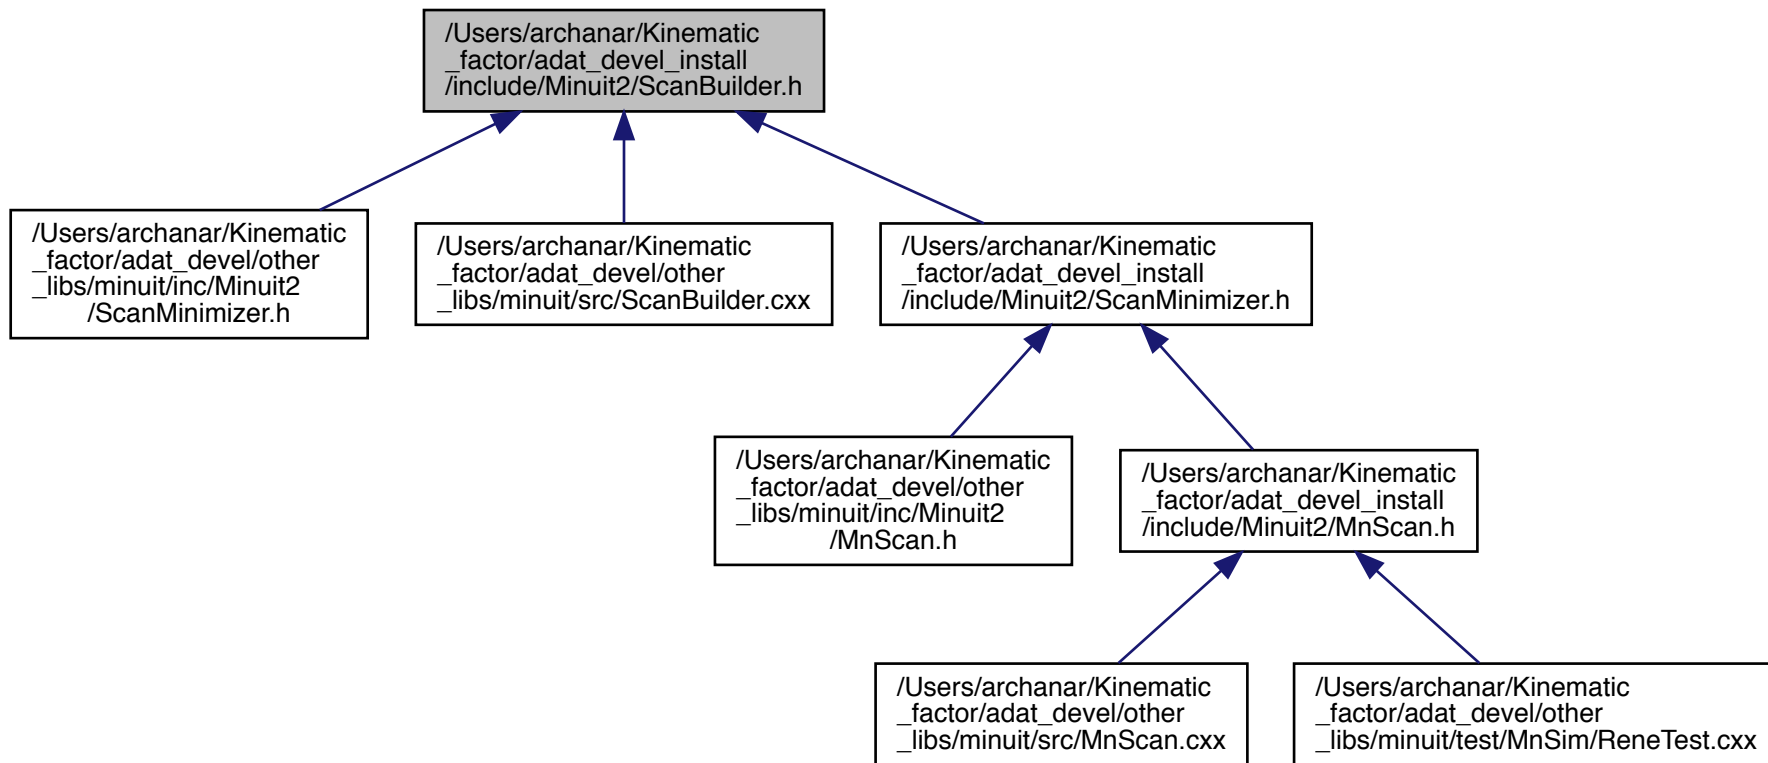 /Users/archanar/Kinematic
_factor/adat_devel_install
/include/Minuit2/ScanBuilder.h
/Users/archanar/Kinematic
_factor/adat_devel/other
_libs/minuit/inc/Minuit2
/ScanMinimizer.h
/Users/archanar/Kinematic
_factor/adat_devel/other
_libs/minuit/src/ScanBuilder.cxx
/Users/archanar/Kinematic
_factor/adat_devel_install
/include/Minuit2/ScanMinimizer.h
/Users/archanar/Kinematic
_factor/adat_devel/other
_libs/minuit/inc/Minuit2
/MnScan.h
/Users/archanar/Kinematic
_factor/adat_devel_install
/include/Minuit2/MnScan.h
/Users/archanar/Kinematic
_factor/adat_devel/other
_libs/minuit/src/MnScan.cxx
/Users/archanar/Kinematic
_factor/adat_devel/other
_libs/minuit/test/MnSim/ReneTest.cxx